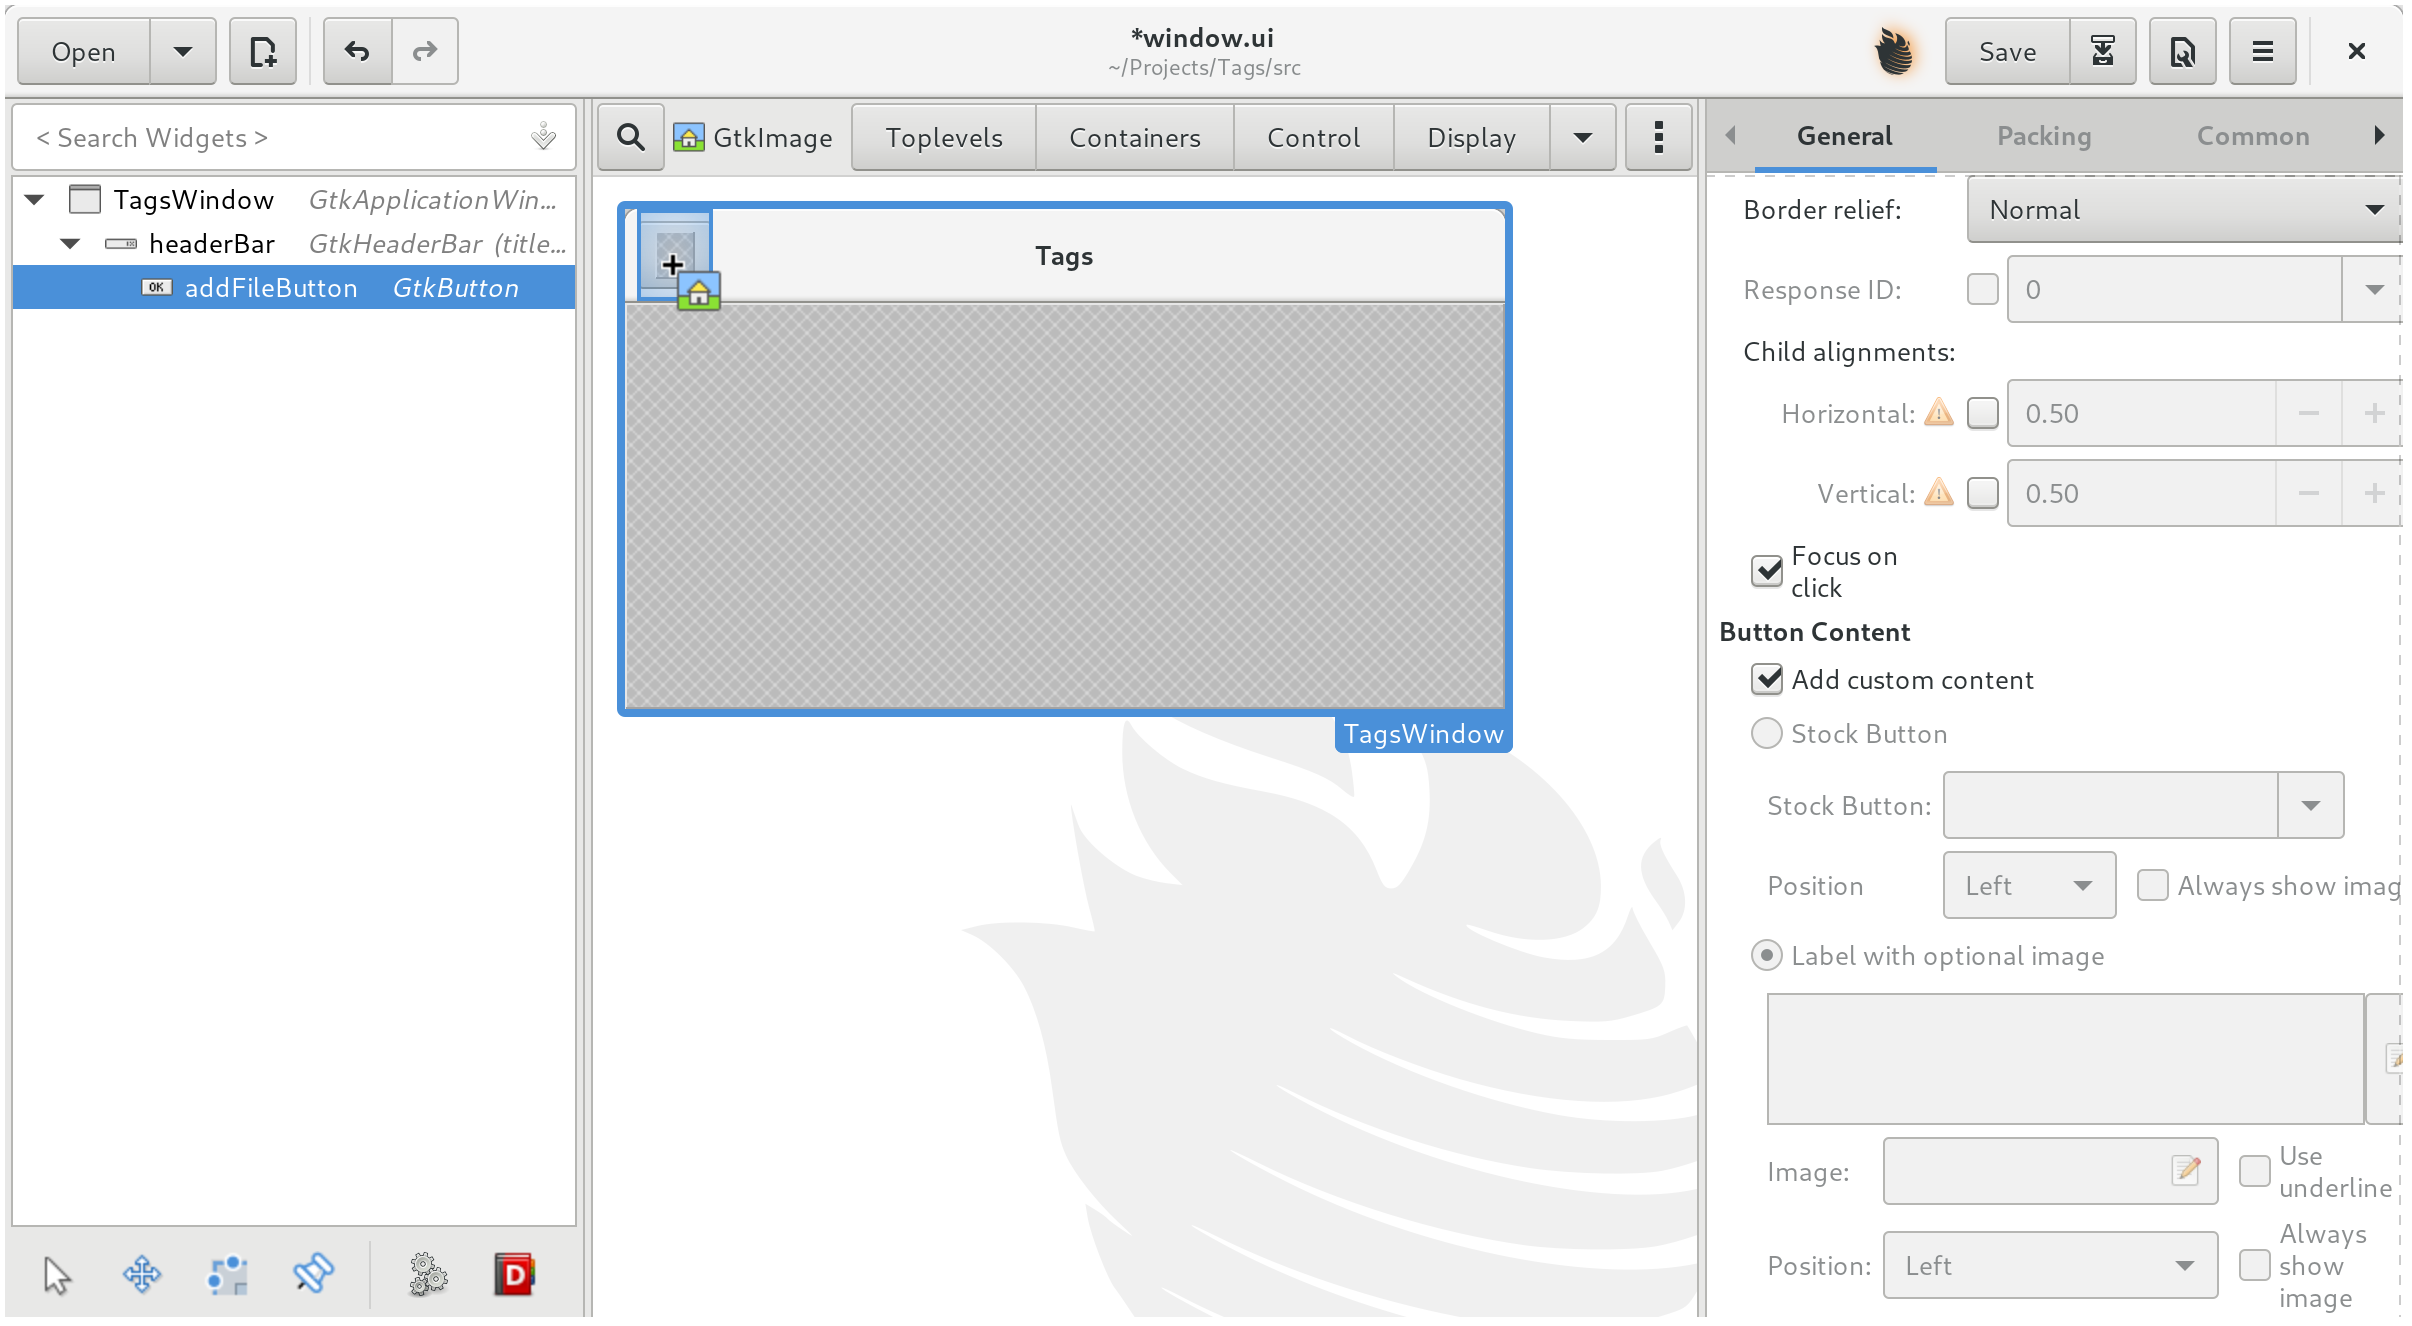 Open
*window.ui
~/Projects/Tags/src
Save
< Search Widgets >
TagsWindow GtkApplicationWin...
headerBar GtkHeaderBar (title...
OK addFileButton GtkButton
GtkImage Toplevels Containers Control Display
Tags
TagsWindow
General Packing Common
Border relief: Normal
Response ID: 0
Child alignments:
Horizontal: 0.50
Vertical: 0.50
Focus on
click
Button Content
Add custom content
Stock Button
Stock Button:
Position Left Always show imag
Label with optional image
Image: Use
underline
Position: Left Always
show
image
D